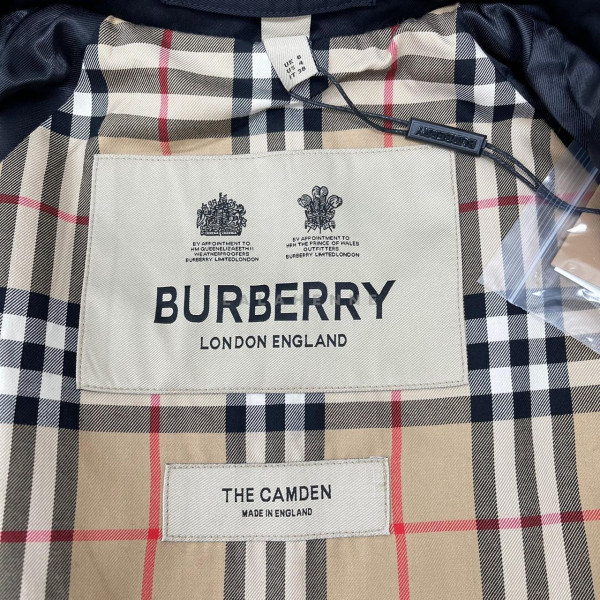 UK 6
US 4
IT 38
BURBERRY
BY APPOINTMENT TO
HM QUEEN ELIZABETH II
WEATHERPROOFERS
BURBERRY LIMITED LONDON
BY APPOINTMENT TO
HRH THE PRINCE OF WALES
OUTFITTERS
BURBERRY LIMITED LONDON
BURBERRY
LONDON ENGLAND
THE CAMDEN
MADE IN ENGLAND